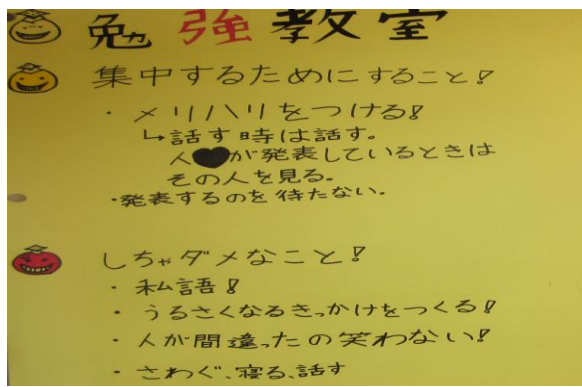 勉強教室
集中するためにすること!
・メリハリをつける!
↳話す時は話す。
人♥が発表しているときは
その人を見る。
・発表するのを待たない。
しちゃダメなこと!
・私語!
・うるさくなるきっかけをつくる!
・人が間違ったの笑わない!
・さわぐ、寝る、話す